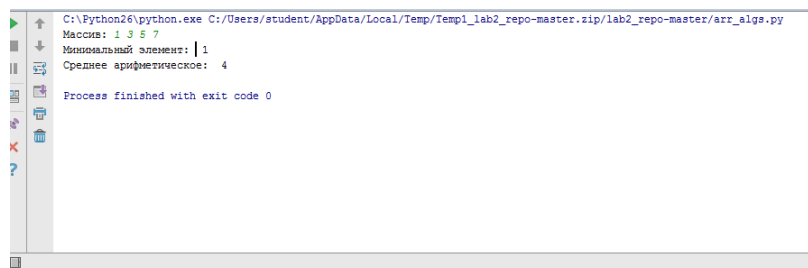 C:\Python26\python.exe C:/Users/student/AppData/Local/Temp/Temp1_lab2_repo-master.zip/lab2_repo-master/arr_algs.py
Массив: 1 3 5 7
Минимальный элемент: 1
Среднее арифметическое: 4
Process finished with exit code 0